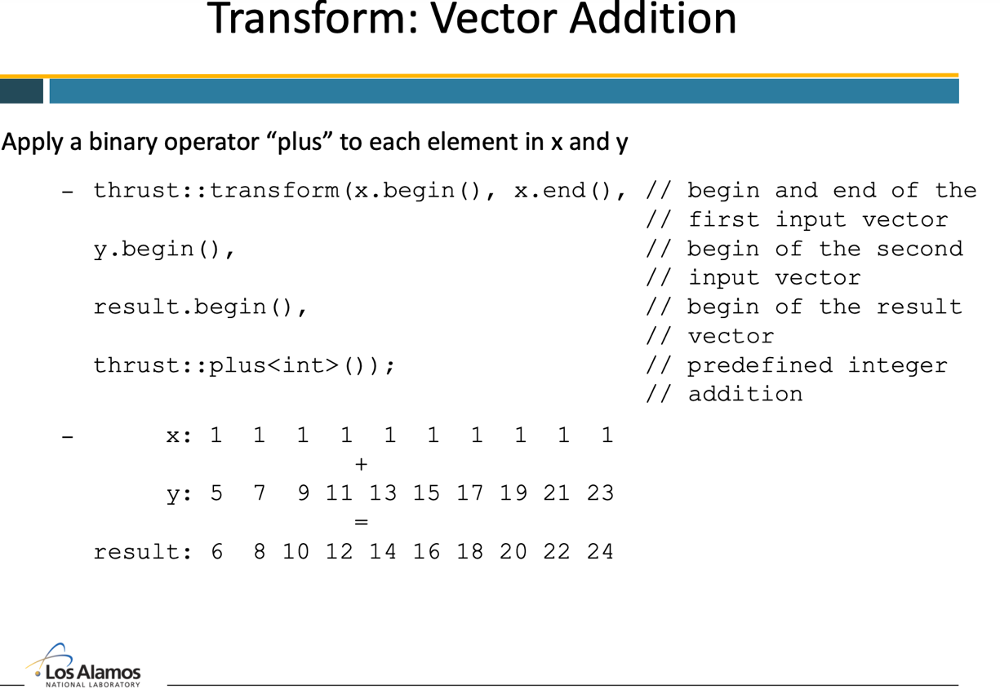 Transform: Vector Addition
Apply a binary operator “plus” to each element in x and y
– thrust::transform(x.begin(), x.end(), // begin and end of the
// first input vector
y.begin(), // begin of the second
// input vector
result.begin(), // begin of the result
// vector
thrust::plus<int>()); // predefined integer
// addition
– x: 1 1 1 1 1 1 1 1 1 1
+
y: 5 7 9 11 13 15 17 19 21 23
=
result: 6 8 10 12 14 16 18 20 22 24
Los Alamos
NATIONAL LABORATORY